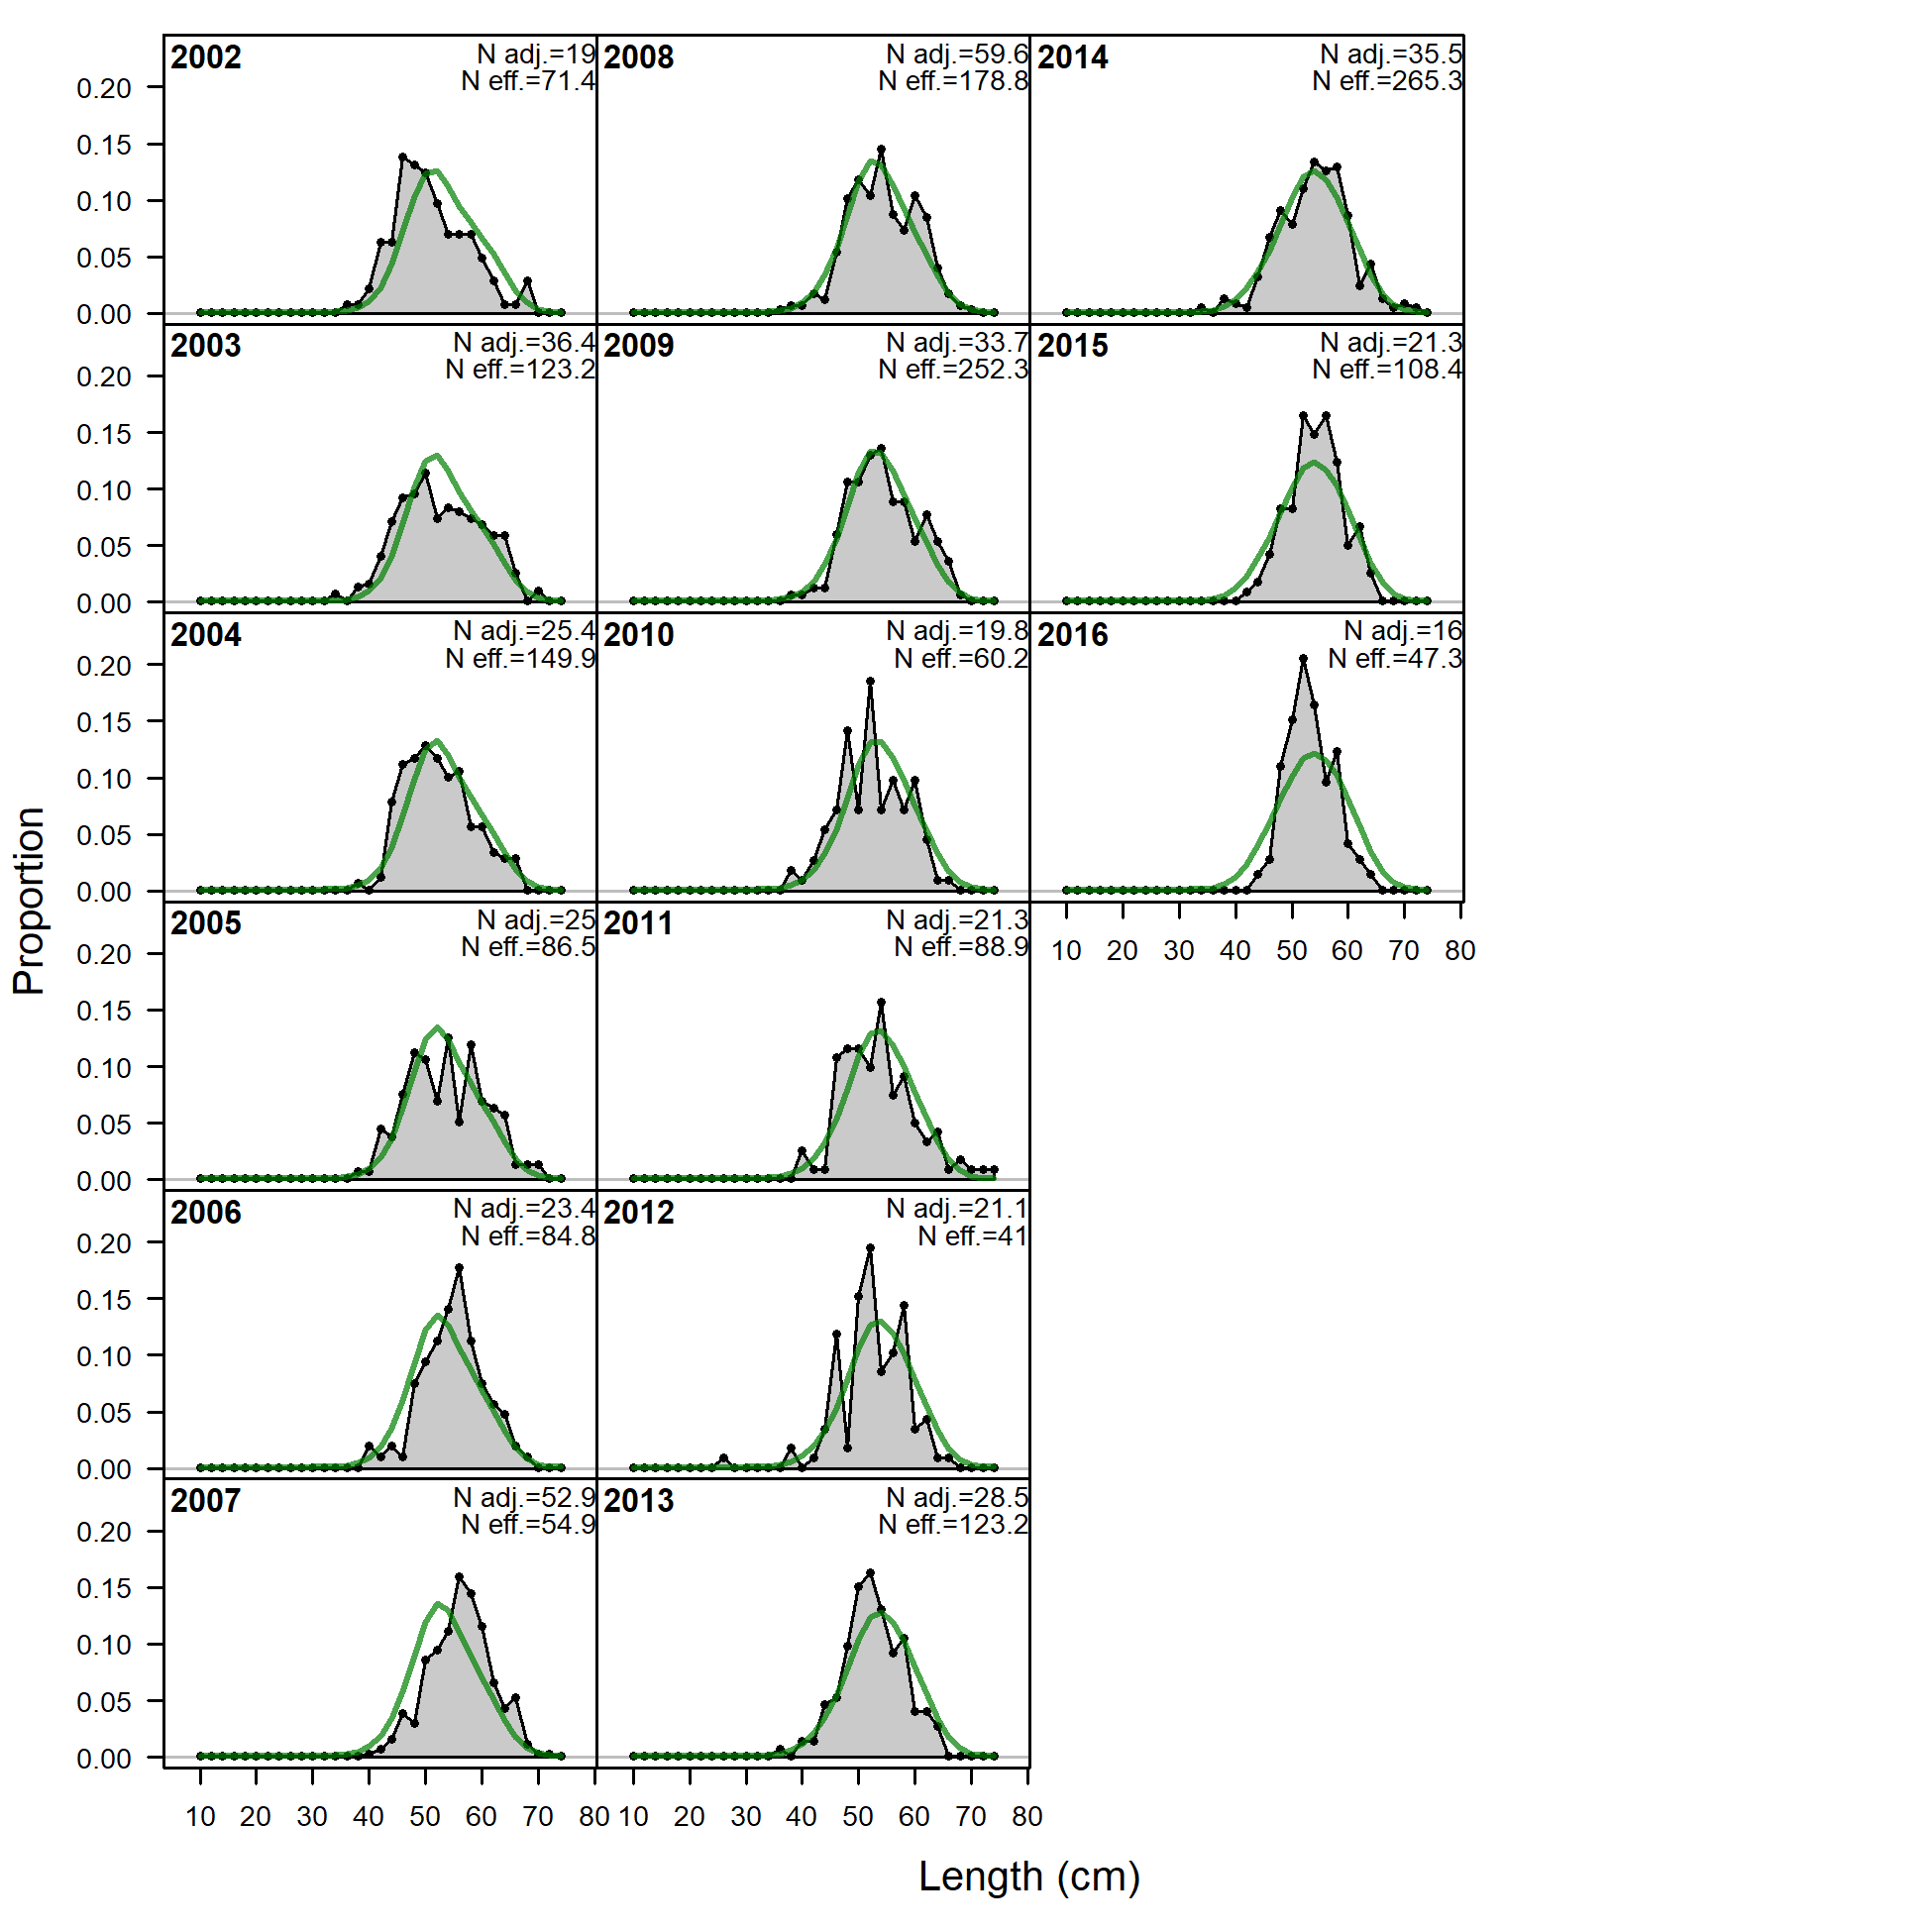 2002
N adj.=19
N eff.=71.4
2008
N adj.=59.6
N eff.=178.8
2014
N adj.=35.5
N eff.=265.3
0.20
0.15
0.10
0.05
0.00
2003
N adj.=36.4
N eff.=123.2
2009
N adj.=33.7
N eff.=252.3
2015
N adj.=21.3
N eff.=108.4
0.20
0.15
0.10
0.05
0.00
2004
N adj.=25.4
N eff.=149.9
2010
N adj.=19.8
N eff.=60.2
2016
N adj.=16
N eff.=47.3
0.20
0.15
0.10
0.05
0.00
10 20 30 40 50 60 70 80
2005
N adj.=25
N eff.=86.5
2011
N adj.=21.3
N eff.=88.9
0.20
0.15
0.10
0.05
0.00
2006
N adj.=23.4
N eff.=84.8
2012
N adj.=21.1
N eff.=41
0.20
0.15
0.10
0.05
0.00
2007
N adj.=52.9
N eff.=54.9
2013
N adj.=28.5
N eff.=123.2
0.20
0.15
0.10
0.05
0.00
10 20 30 40 50 60 70 80
10 20 30 40 50 60 70 80
Proportion
Length (cm)